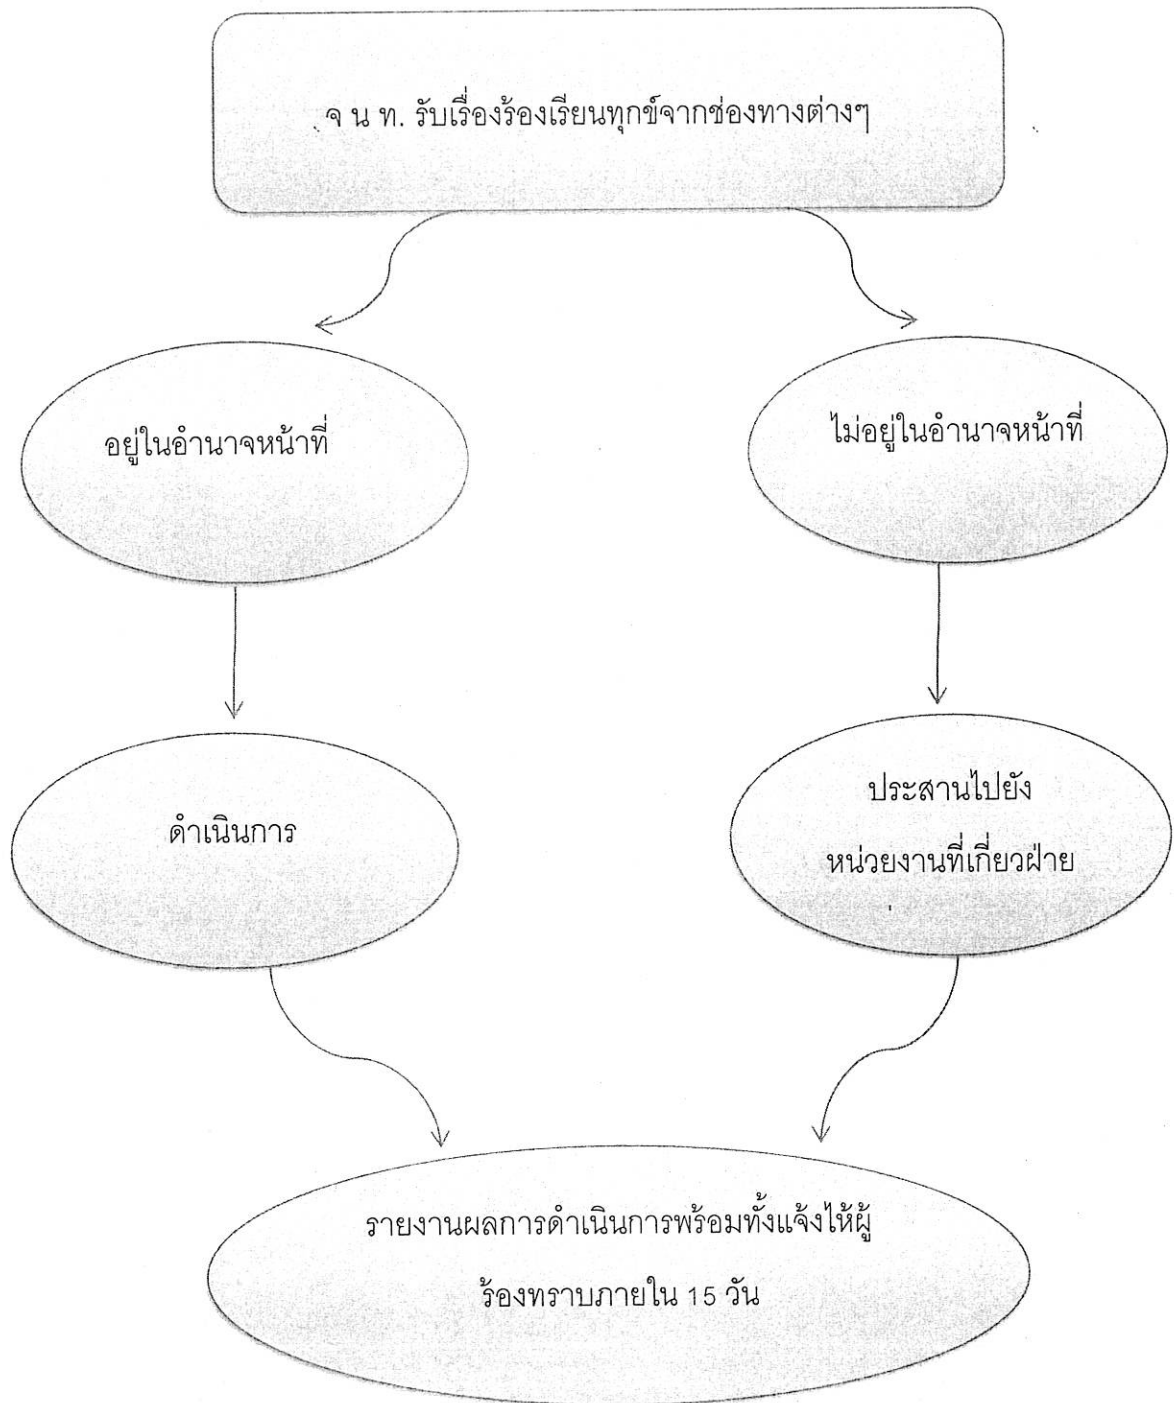 จ น ท. รับเรื่องร้องเรียนทุกข์จากช่องทางต่างๆ
อยู่ในอำนาจหน้าที่
ไม่อยู่ในอำนาจหน้าที่
ดำเนินการ
ประสานไปยัง
หน่วยงานที่เกี่ยวฝ่าย
รายงานผลการดำเนินการพร้อมทั้งแจ้งไห้ผู้
ร้องทราบภายใน 15 วัน